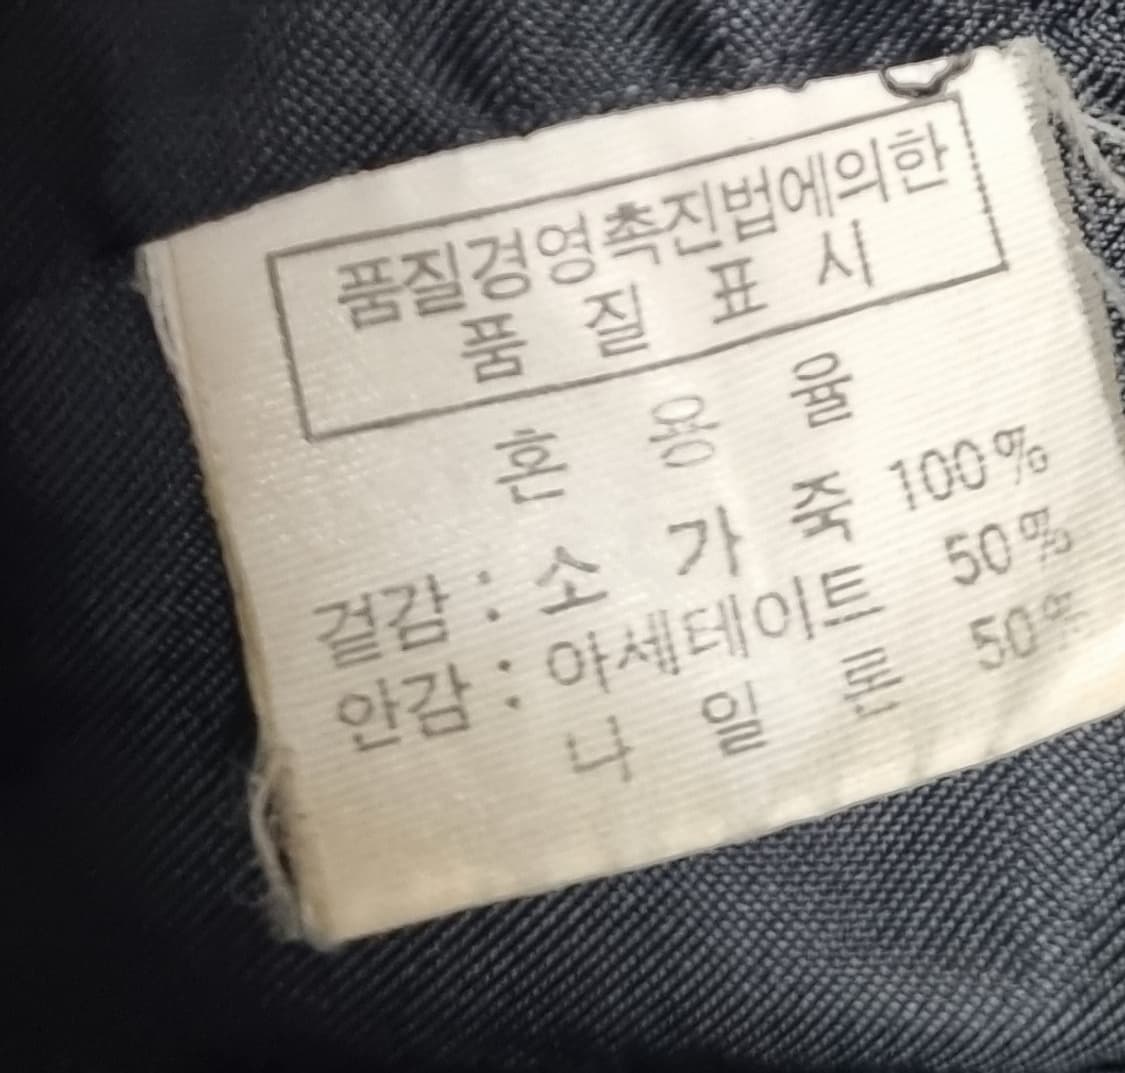 품질경영촉진법에의한
품 질 표 시
혼 용 율
겉감 : 소 가 죽 100%
안감 : 아세테이트 50%
나 일 론 50%